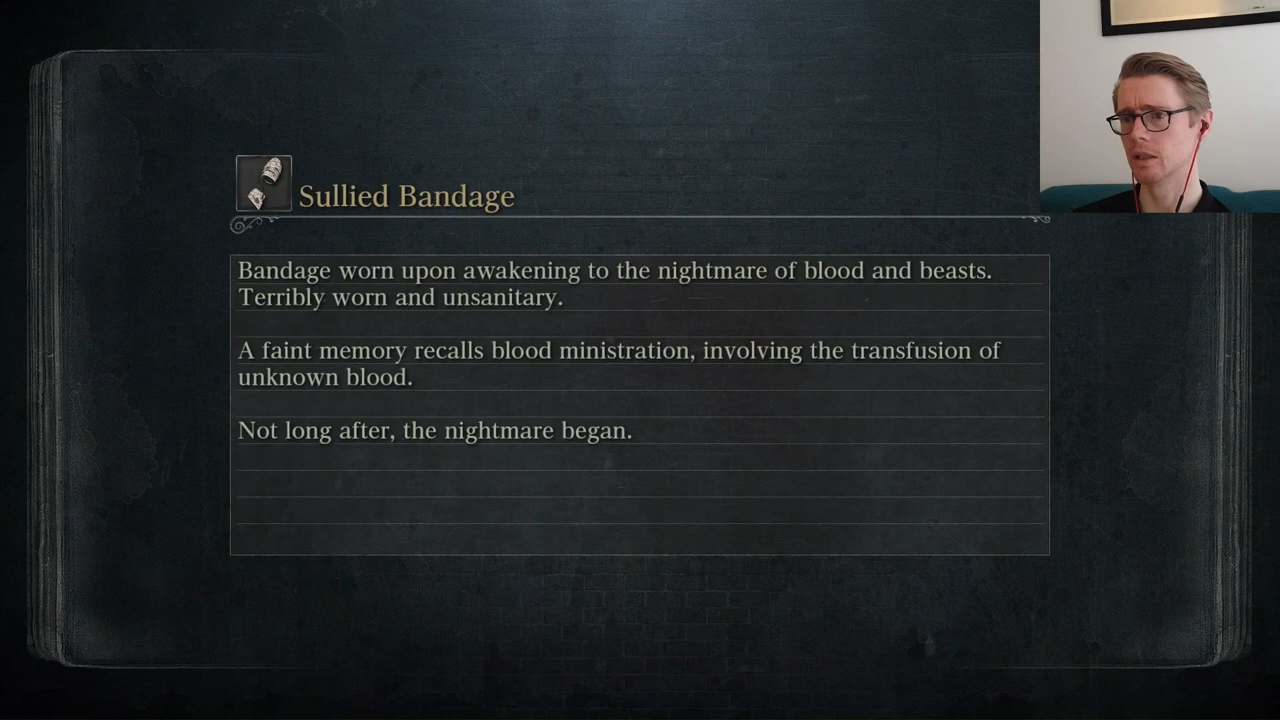 Sullied Bandage
Bandage worn upon awakening to the nightmare of blood and beasts.
Terribly worn and unsanitary.
A faint memory recalls blood ministration, involving the transfusion of
unknown blood.
Not long after, the nightmare began.